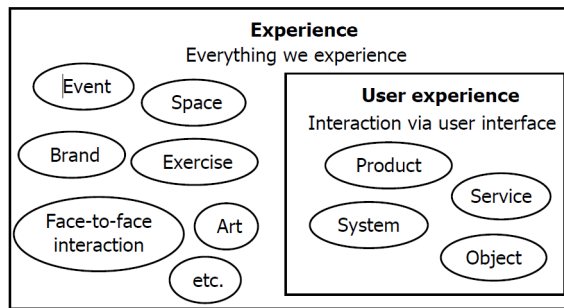 Experience
Everything we experience
Event
Space
Brand
Exercise
Face-to-face
interaction
Art
etc.
User experience
Interaction via user interface
Product
Service
System
Object